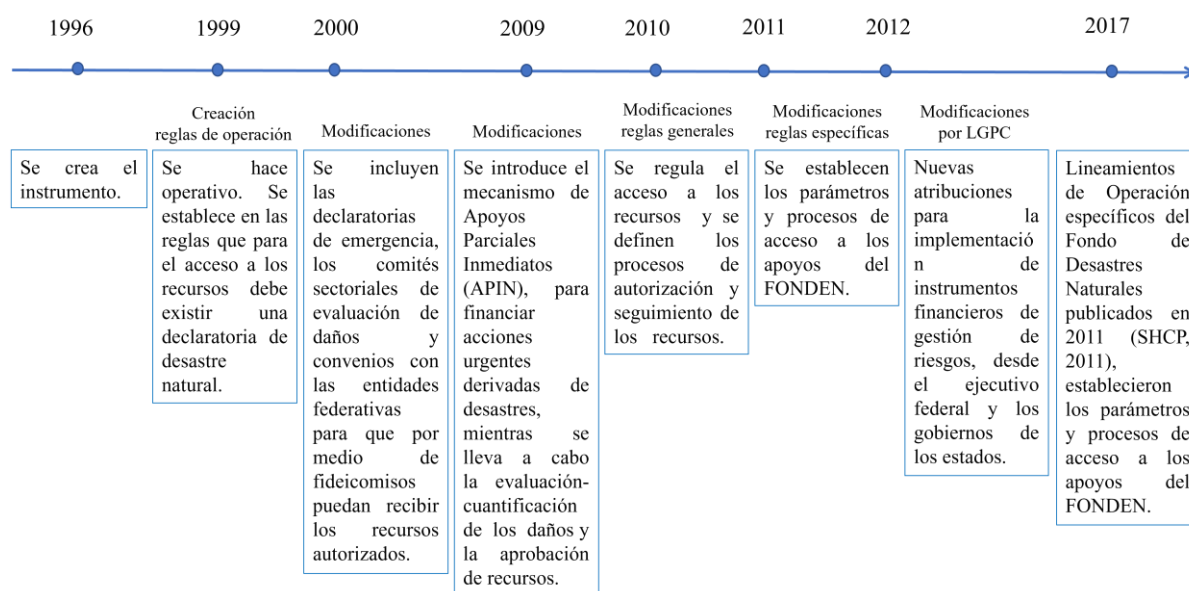 1996
1999
2000
2009
2010
2011
2012
2017
Se crea el
instrumento.
Creación
reglas de operación
Se hace
operativo. Se
establece en las
reglas que para
el acceso a los
recursos debe
existir una
declaratoria de
desastre
natural.
Modificaciones
Se incluyen
las
declaratorias
de emergencia,
los comités
sectoriales de
evaluación de
daños y
convenios con
las entidades
federativas
para que por
medio de
fideicomisos
puedan recibir
los recursos
autorizados.
Modificaciones
Se introduce el
mecanismo de
Apoyos
Parciales
Inmediatos
(APIN), para
financiar
acciones
urgentes
derivadas de
desastres,
mientras se
lleva a cabo
la evaluación-
cuantificación
de los daños y
la aprobación
de recursos.
Modificaciones
reglas generales
Se regula el
acceso a los
recursos y se
definen los
procesos de
autorización y
seguimiento de
los recursos.
Modificaciones
reglas específicas
Se establecen
los parámetros
y procesos de
acceso a los
apoyos del
FONDEN.
Modificaciones
por LGPC
Nuevas
atribuciones
para la
implementació
n de
instrumentos
financieros de
gestión de
riesgos, desde
el ejecutivo
federal y los
gobiernos de
los estados.
Lineamientos
de Operación
específicos del
Fondo de
Desastres
Naturales
publicados en
2011 (SHCP,
2011),
establecieron
los parámetros
y procesos de
acceso a los
apoyos del
FONDEN.